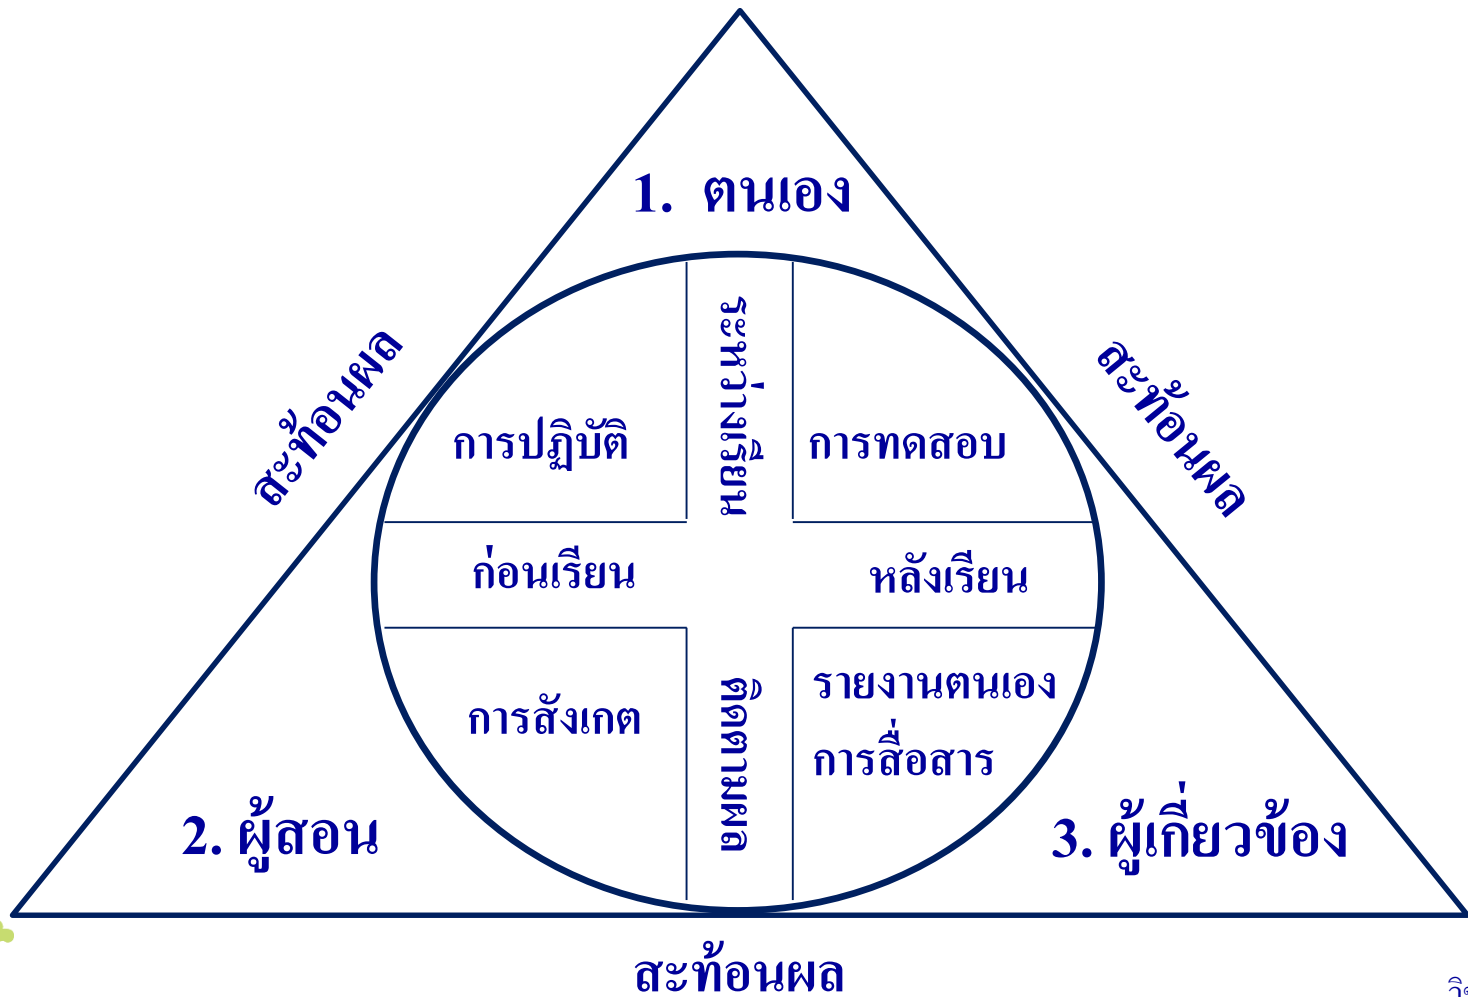 1. ตนเอง
สะท้อนผล
สะท้อนผล
ระหว่างเรียน
การปฏิบัติ
การทดสอบ
ก่อนเรียน
หลังเรียน
การสังเกต
ติดตามผล
รายงานตนเอง
การสื่อสาร
2. ผู้สอน
3. ผู้เกี่ยวข้อง
สะท้อนผล